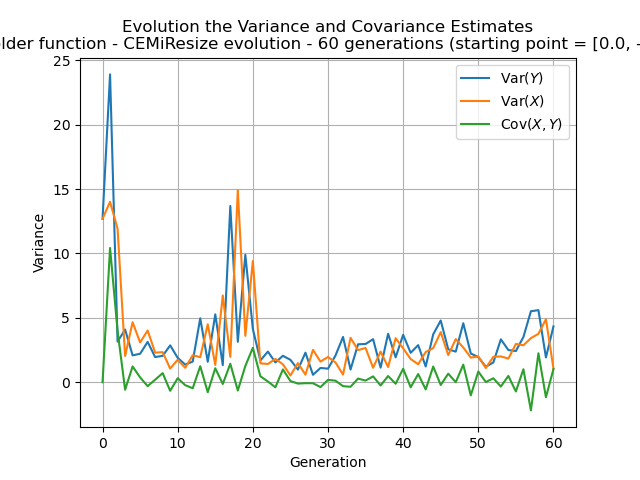 Evolution the Variance and Covariance Estimates
function - CEMiResize evolution - 60 generations (starting point = [0.0, -
25
20
15
10
5
0
Variance
Var(Y)
Var(X)
Cov(X, Y)
0 10 20 30 40 50 60
Generation